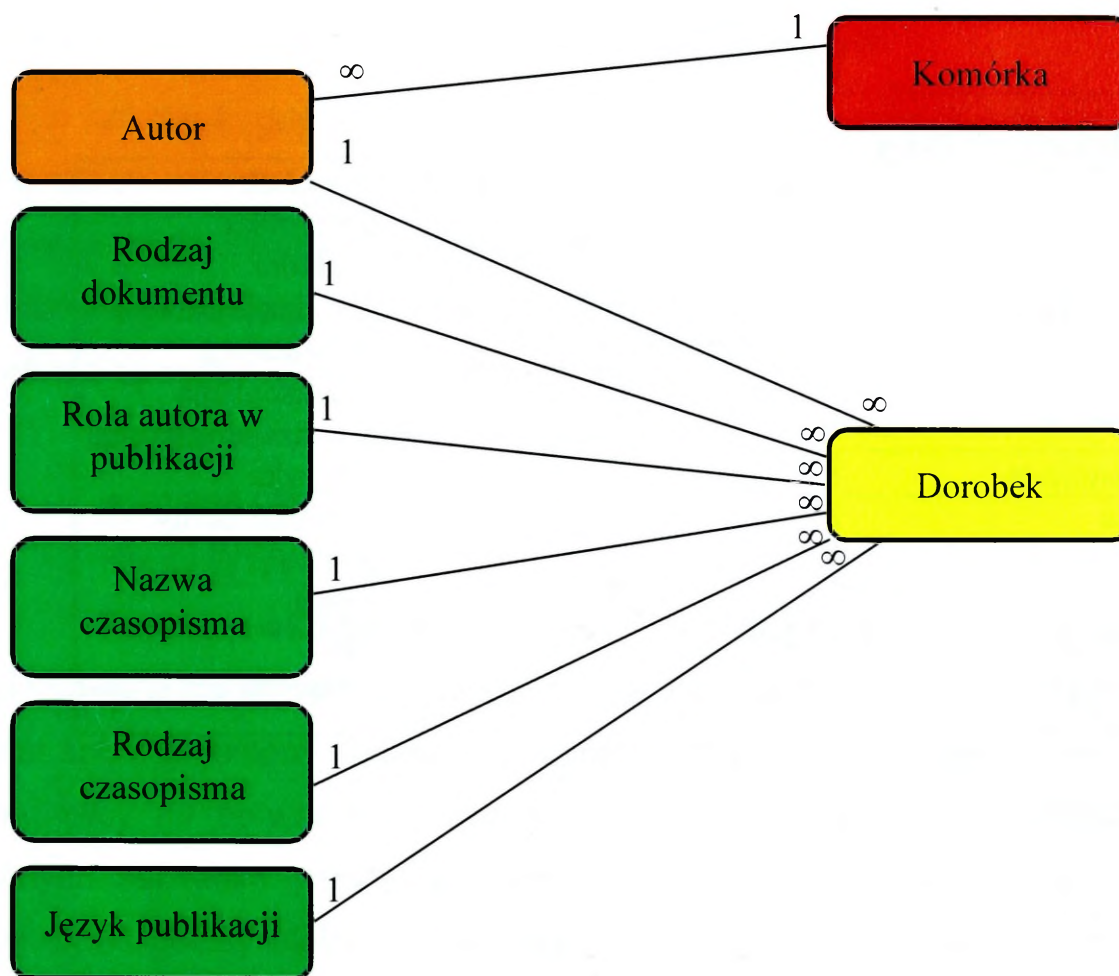 1
∞
Komórka
Autor
1
Rodzaj
dokumentu
1
Rola autora w
publikacji
1
∞
∞
∞
∞
∞
∞
Dorobek
Nazwa
czasopisma
1
Rodzaj
czasopisma
1
Język publikacji
1